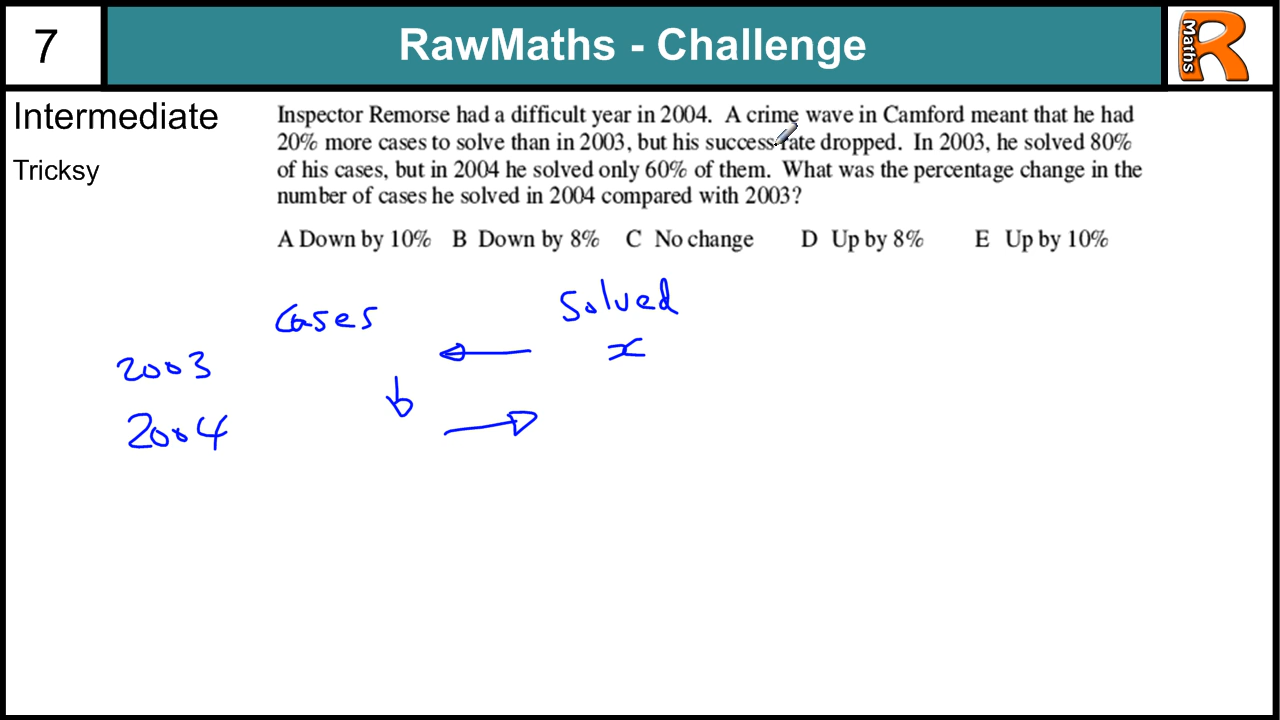 7
RawMaths - Challenge
Maths R
Intermediate
Tricksy
Inspector Remorse had a difficult year in 2004. A crime wave in Camford meant that he had
20% more cases to solve than in 2003, but his success rate dropped. In 2003, he solved 80%
of his cases, but in 2004 he solved only 60% of them. What was the percentage change in the
number of cases he solved in 2004 compared with 2003?
A Down by 10% B Down by 8% C No change D Up by 8% E Up by 10%
Cases Solved
2003 x
2004